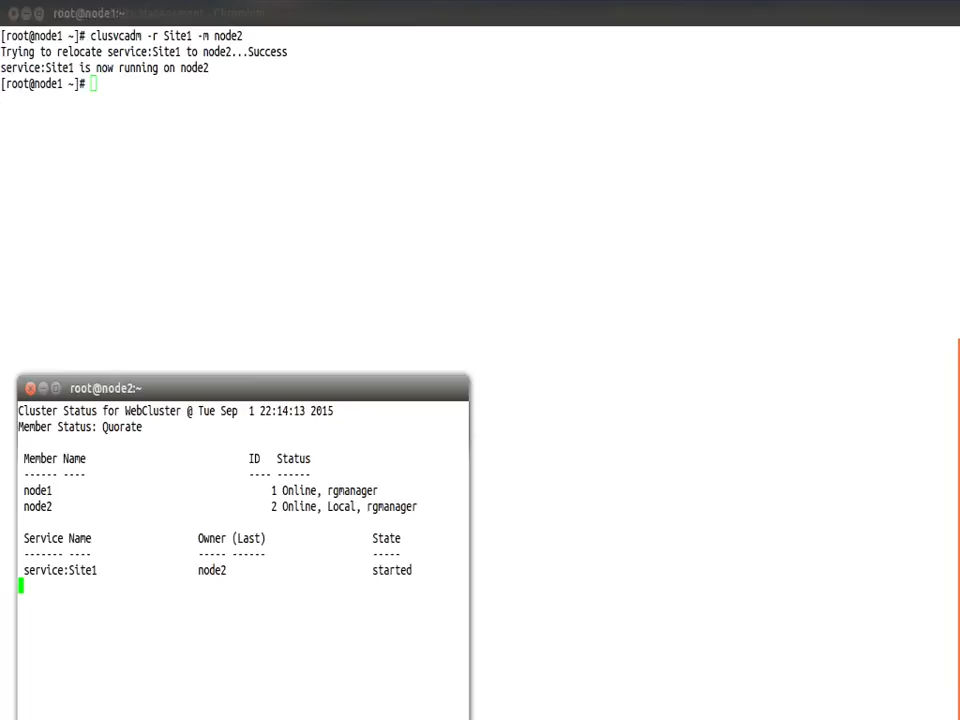 root@node1:~
[root@node1 ~]# clusvcadm -r Site1 -m node2
Trying to relocate service:Site1 to node2...Success
service:Site1 is now running on node2
[root@node1 ~]#
root@node2:~
Cluster Status for WebCluster @ Tue Sep  1 22:14:13 2015
Member Status: Quorate
Member Name ID Status
------ ---- ---- ------
node1 1 Online, rgmanager
node2 2 Online, Local, rgmanager
Service Name Owner (Last) State
------- ---- ----- ------ -----
service:Site1 node2 started